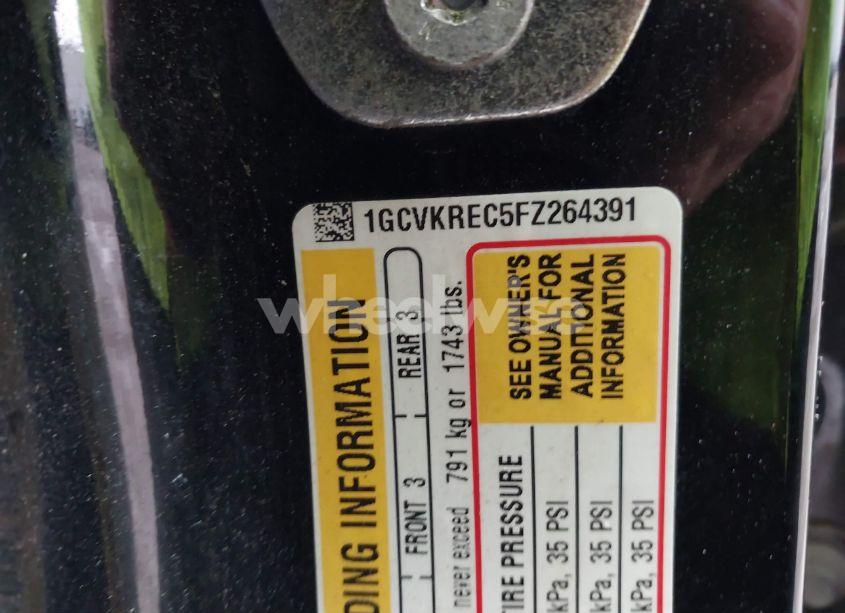 1GCVKREC5FZ264391
DING INFORMATION
FRONT 3 REAR 3
never exceed 791 kg or 1743 lbs.
TIRE PRESSURE
SEE OWNER'S
MANUAL FOR
ADDITIONAL
INFORMATION
kPa, 35 PSI
kPa, 35 PSI
kPa, 35 PSI
wheelwise